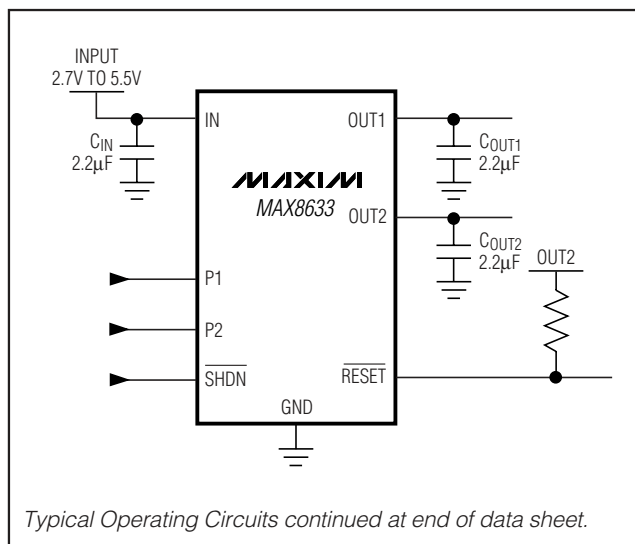 INPUT
2.7V TO 5.5V
IN
OUT1
CIN
2.2µF
COUT1
2.2µF
MAXIM
MAX8633
OUT2
COUT2
2.2µF
OUT2
P1
P2
SHDN
RESET
GND
Typical Operating Circuits continued at end of data sheet.